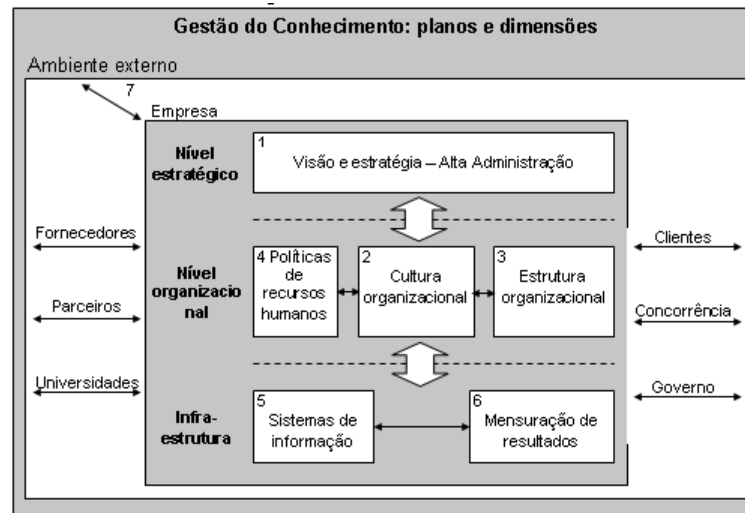 Gestão do Conhecimento: planos e dimensões
Ambiente externo
7
Empresa
Nível
estratégico
1
Visão e estratégia – Alta Administração
Fornecedores
Parceiros
Universidades
Nível
organizacio
nal
4 Políticas
de
recursos
humanos
2
Cultura
organizacional
3
Estrutura
organizacional
Clientes
Concorrência
Governo
Infra-
estrutura
5
Sistemas de
informação
6
Mensuração de
resultados